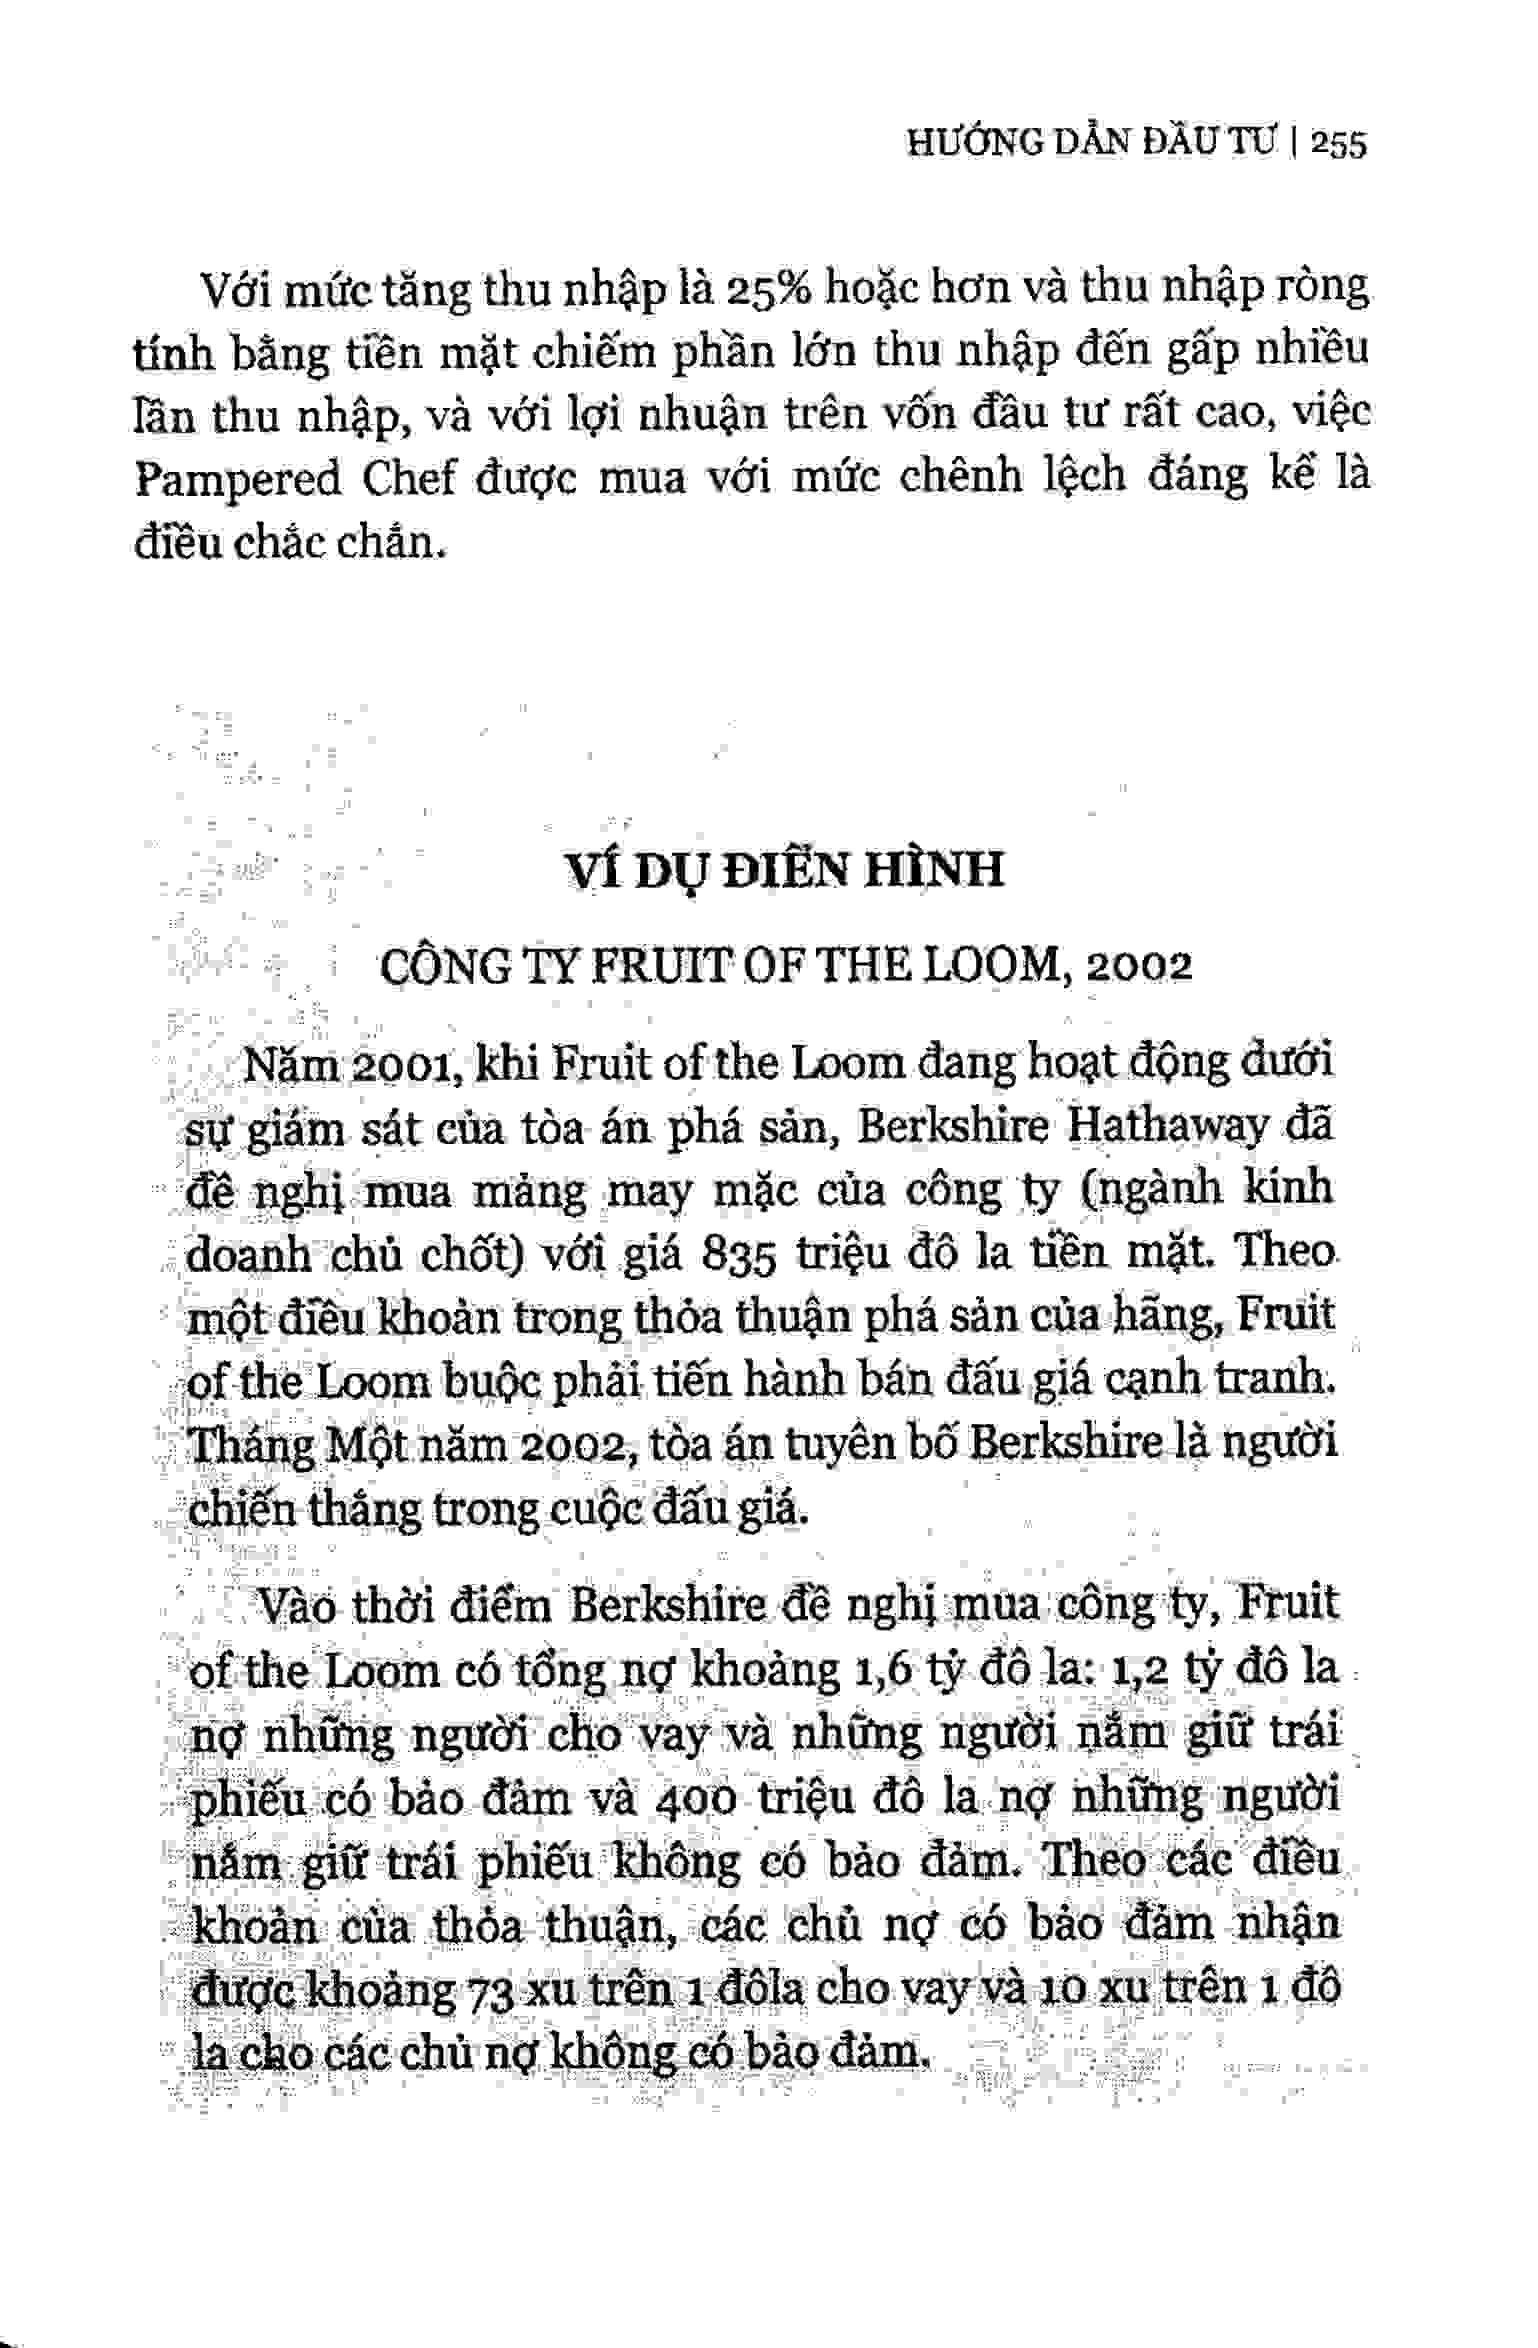 HƯỚNG DẪN ĐẦU TƯ | 255
Với mức tăng thu nhập là 25% hoặc hơn và thu nhập ròng
tính bằng tiền mặt chiếm phần lớn thu nhập đến gấp nhiều
lần thu nhập, và với lợi nhuận trên vốn đầu tư rất cao, việc
Pampered Chef được mua với mức chênh lệch đáng kể là
điều chắc chắn.
VÍ DỤ ĐIỂN HÌNH
CÔNG TY FRUIT OF THE LOOM, 2002
Năm 2001, khi Fruit of the Loom đang hoạt động dưới
sự giám sát của tòa án phá sản, Berkshire Hathaway đã
đề nghị mua mảng may mặc của công ty (ngành kinh
doanh chủ chốt) với giá 835 triệu đô la tiền mặt. Theo
một điều khoản trong thỏa thuận phá sản của hãng, Fruit
of the Loom buộc phải tiến hành bán đấu giá cạnh tranh.
Tháng Một năm 2002, tòa án tuyên bố Berkshire là người
chiến thắng trong cuộc đấu giá.
Vào thời điểm Berkshire đề nghị mua công ty, Fruit
of the Loom có tổng nợ khoảng 1,6 tỷ đô la: 1,2 tỷ đô la
nợ những người cho vay và những người nắm giữ trái
phiếu có bảo đảm và 400 triệu đô la nợ những người
nắm giữ trái phiếu không có bảo đảm. Theo các điều
khoản của thỏa thuận, các chủ nợ có bảo đảm nhận
được khoảng 73 xu trên 1 đôla cho vay và 10 xu trên 1 đô
la cho các chủ nợ không có bảo đảm.